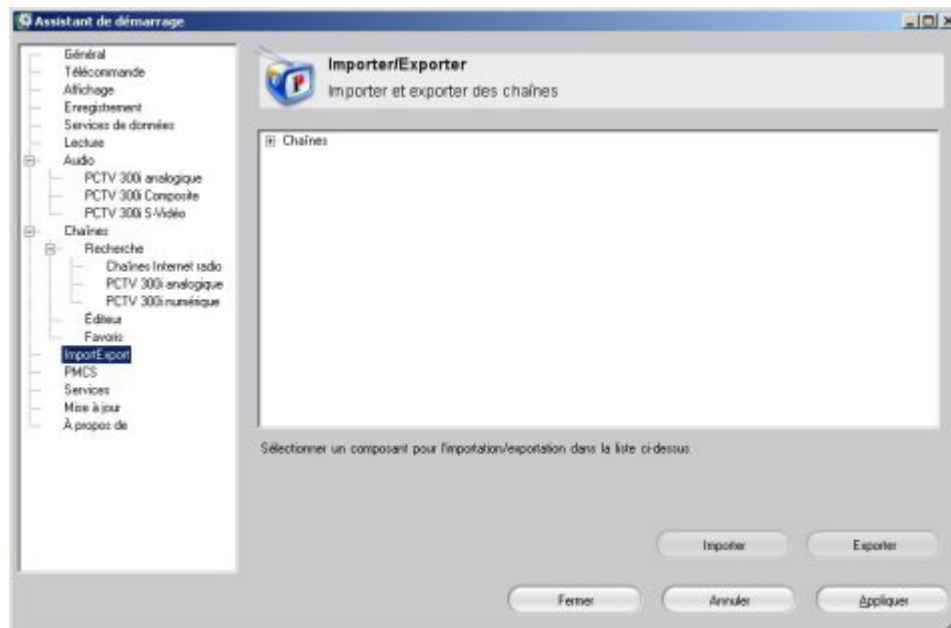 Assistant de démarrage
Général
Télécommande
Affichage
Enregistrement
Services de données
Lecture
Audio
PCTV 300i analogique
PCTV 300i Composite
PCTV 300i S-Vidéo
Chaînes
Recherche
Chaînes Internet radio
PCTV 300i analogique
PCTV 300i numérique
Éditeur
Favoris
ImportExport
PMCS
Services
Mise à jour
À propos de
Importer/Exporter
Importer et exporter des chaînes
Chaînes
Sélectionner un composant pour l'importation/exportation dans la liste ci-dessus
Importer
Exporter
Fermer
Annuler
Appliquer